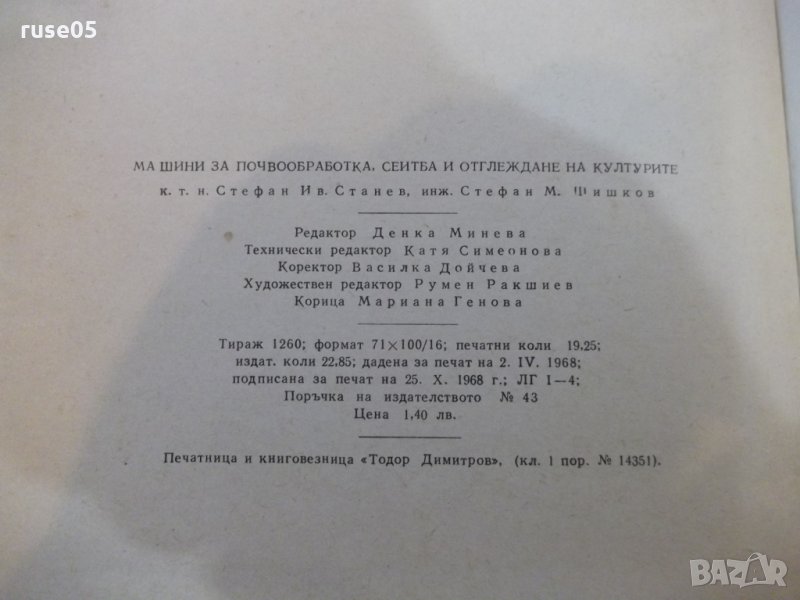 ruse05
МАШИНИ ЗА ПОЧВООБРАБОТКА, СЕИТБА И ОТГЛЕЖДАНЕ НА КУЛТУРИТЕ
к. т. н. Стефан Ив. Станев, инж. Стефан М. Шишков
Редактор Денка Минева
Технически редактор Катя Симеонова
Коректор Василка Дойчева
Художествен редактор Румен Ракшиев
Корица Мариана Генова
Тираж 1260; формат 71×100/16; печатни коли 19,25;
издат. коли 22,85; дадена за печат на 2. IV. 1968;
подписана за печат на 25. X. 1968 г.; ЛГ I—4;
Поръчка на издателството № 43
Цена 1,40 лв.
Печатница и книговезница «Тодор Димитров», (кл. 1 пор. № 14351).
BAZAR